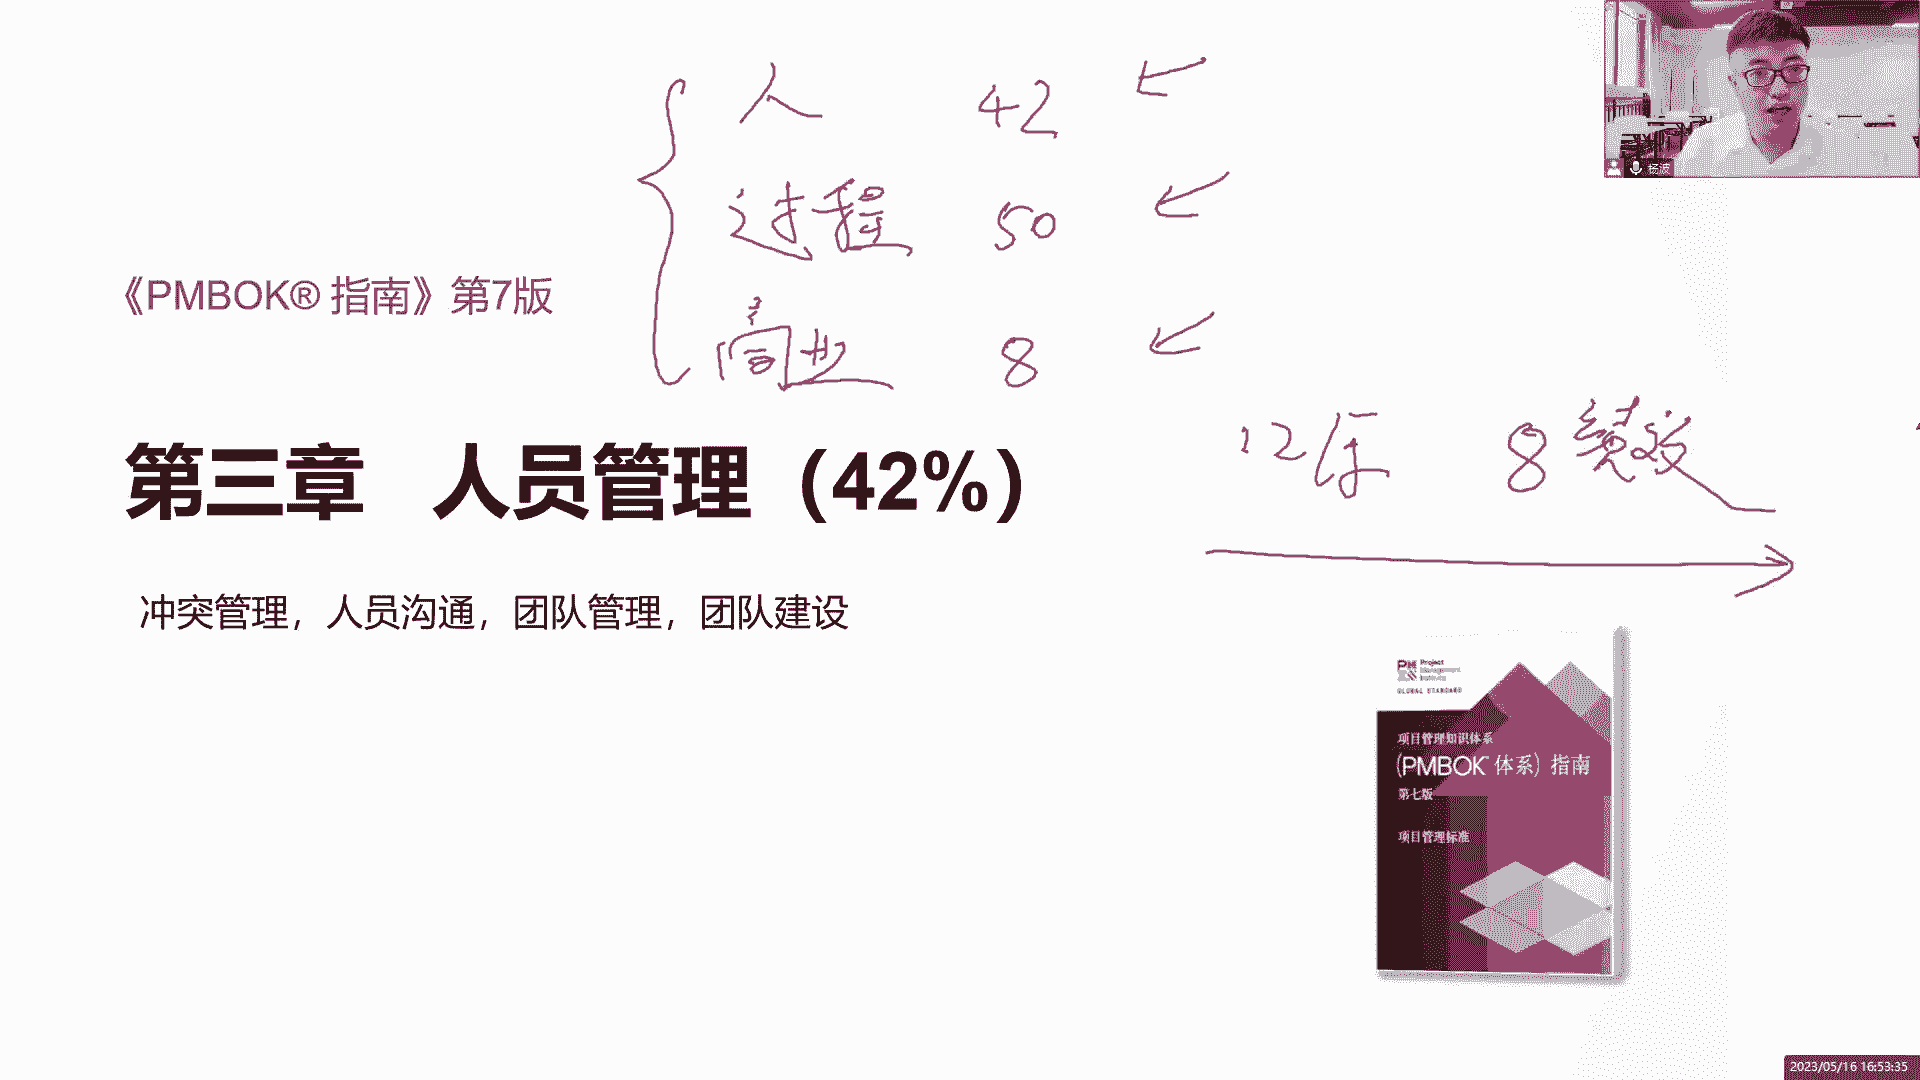 人 42
过程 50
商业 8
杨波
《PMBOK® 指南》第7版
12原 8绩效
第三章 人员管理（42%）
冲突管理，人员沟通，团队管理，团队建设
Project
Management
Institute
GLOBAL STANDARD
项目管理知识体系
（PMBOK 体系）指南
第七版
项目管理标准
2023/05/16 16:53:35